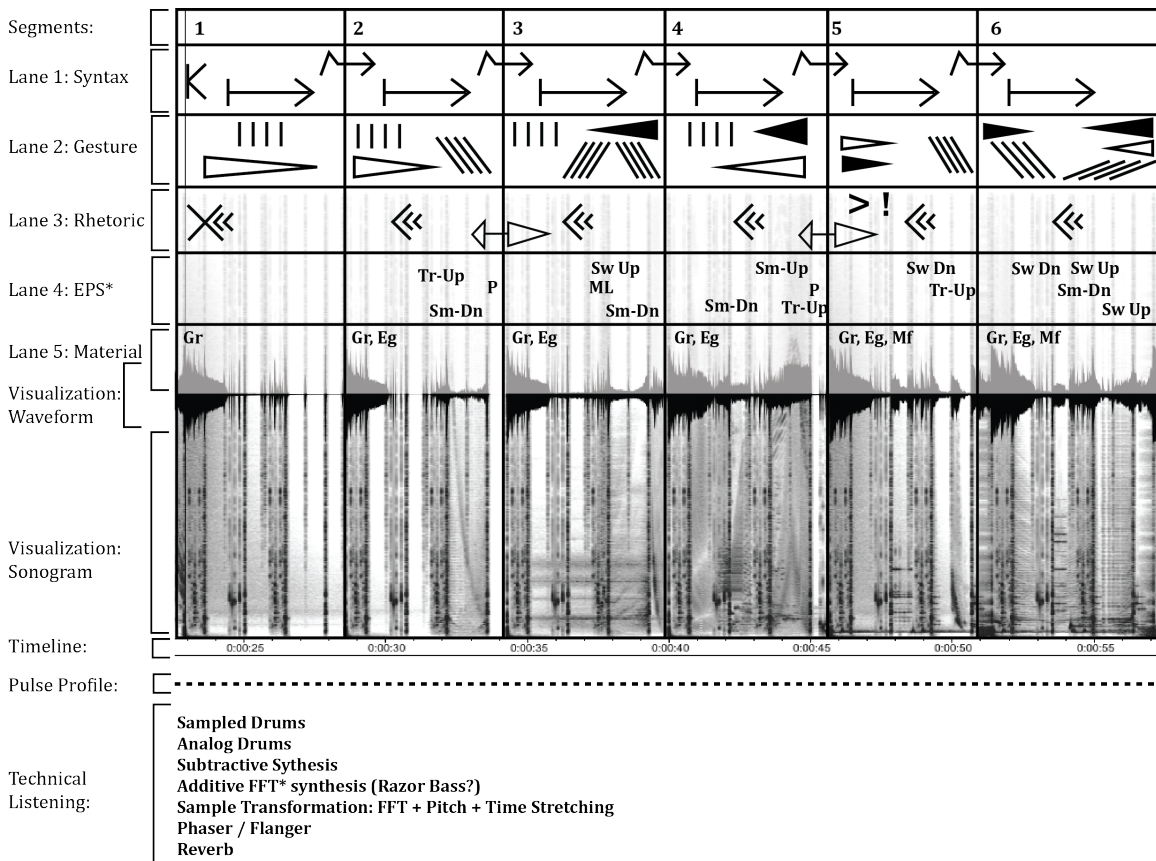 Segments: 1 2 3 4 5 6
Lane 1: Syntax
Lane 2: Gesture
Lane 3: Rhetoric > !
Lane 4: EPS*
Tr-Up P Sm-Dn
Sw Up ML Sm-Dn
Sm-Up Sm-Dn P Tr-Up
Sw Dn Tr-Up
Sw Dn Sw Up Sm-Dn Sw Up
Lane 5: Material
Gr Gr, Eg Gr, Eg Gr, Eg Gr, Eg, Mf Gr, Eg, Mf
Visualization:
Waveform
Visualization:
Sonogram
Timeline: 0:00:25 0:00:30 0:00:35 0:00:40 0:00:45 0:00:50 0:00:55
Pulse Profile:
Technical
Listening:
Sampled Drums
Analog Drums
Subtractive Sythesis
Additive FFT* synthesis (Razor Bass?)
Sample Transformation: FFT + Pitch + Time Stretching
Phaser / Flanger
Reverb